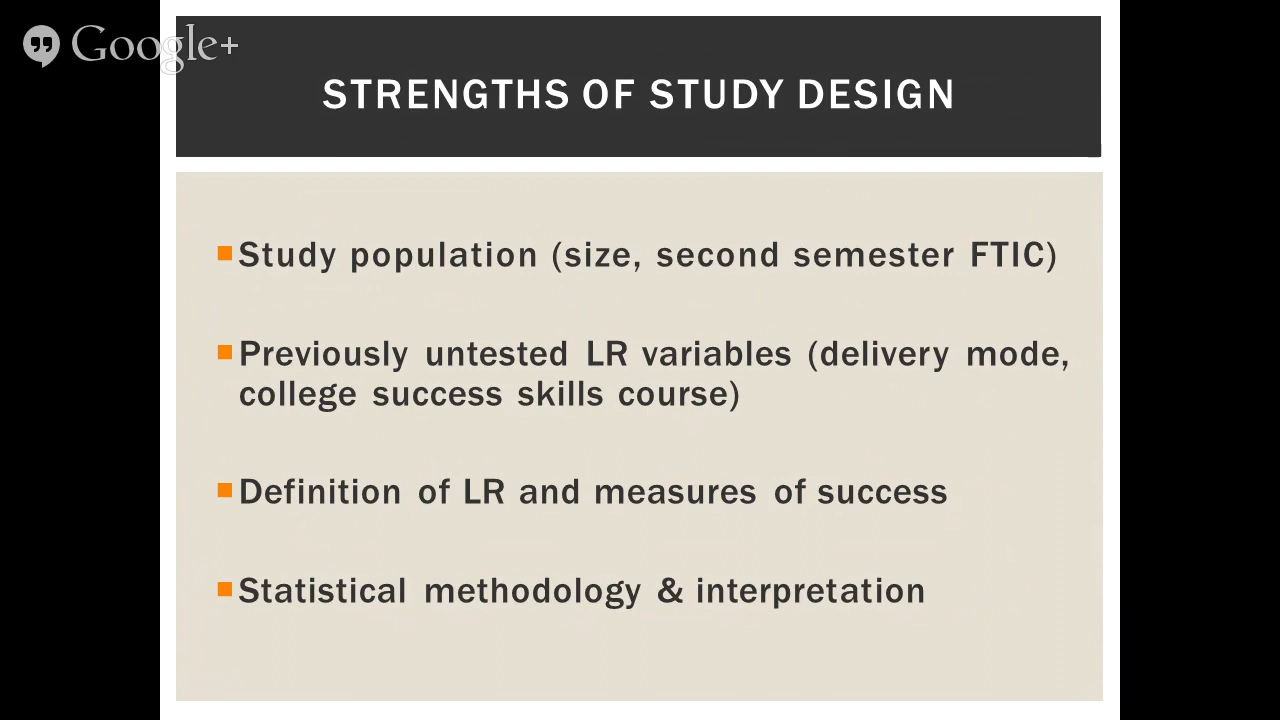 Google+
STRENGTHS OF STUDY DESIGN
Study population (size, second semester FTIC)
Previously untested LR variables (delivery mode,
college success skills course)
Definition of LR and measures of success
Statistical methodology & interpretation